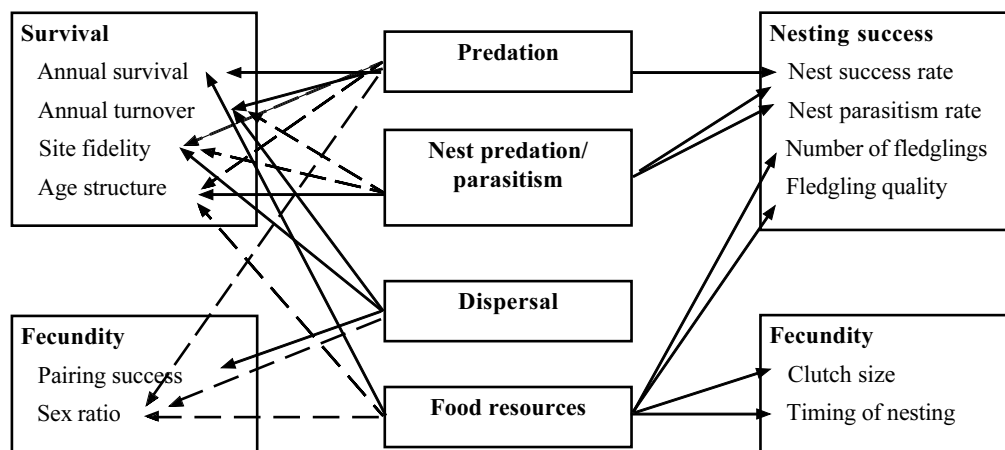 Survival
Annual survival
Annual turnover
Site fidelity
Age structure
Fecundity
Pairing success
Sex ratio
Predation
Nest predation/
parasitism
Dispersal
Food resources
Nesting success
Nest success rate
Nest parasitism rate
Number of fledglings
Fledgling quality
Fecundity
Clutch size
Timing of nesting